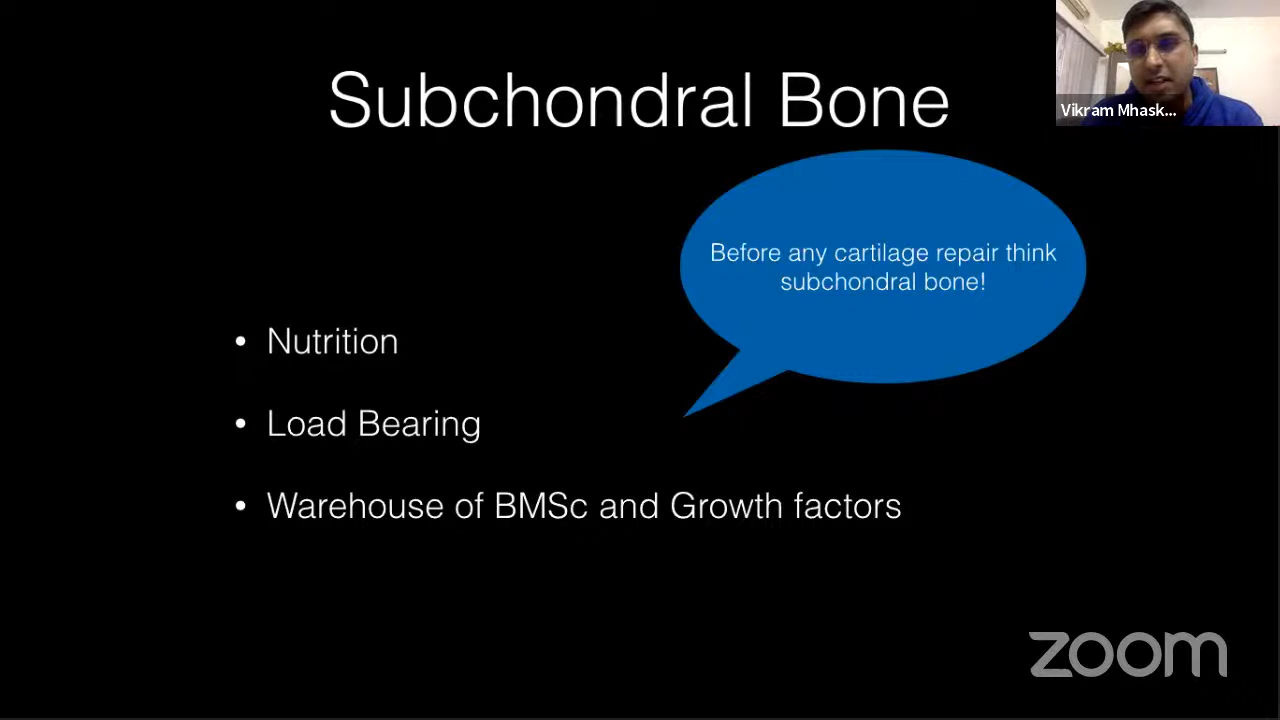 Subchondral Bone
Vikram Mhask...
Before any cartilage repair think
subchondral bone!
• Nutrition
• Load Bearing
• Warehouse of BMSc and Growth factors
zoom